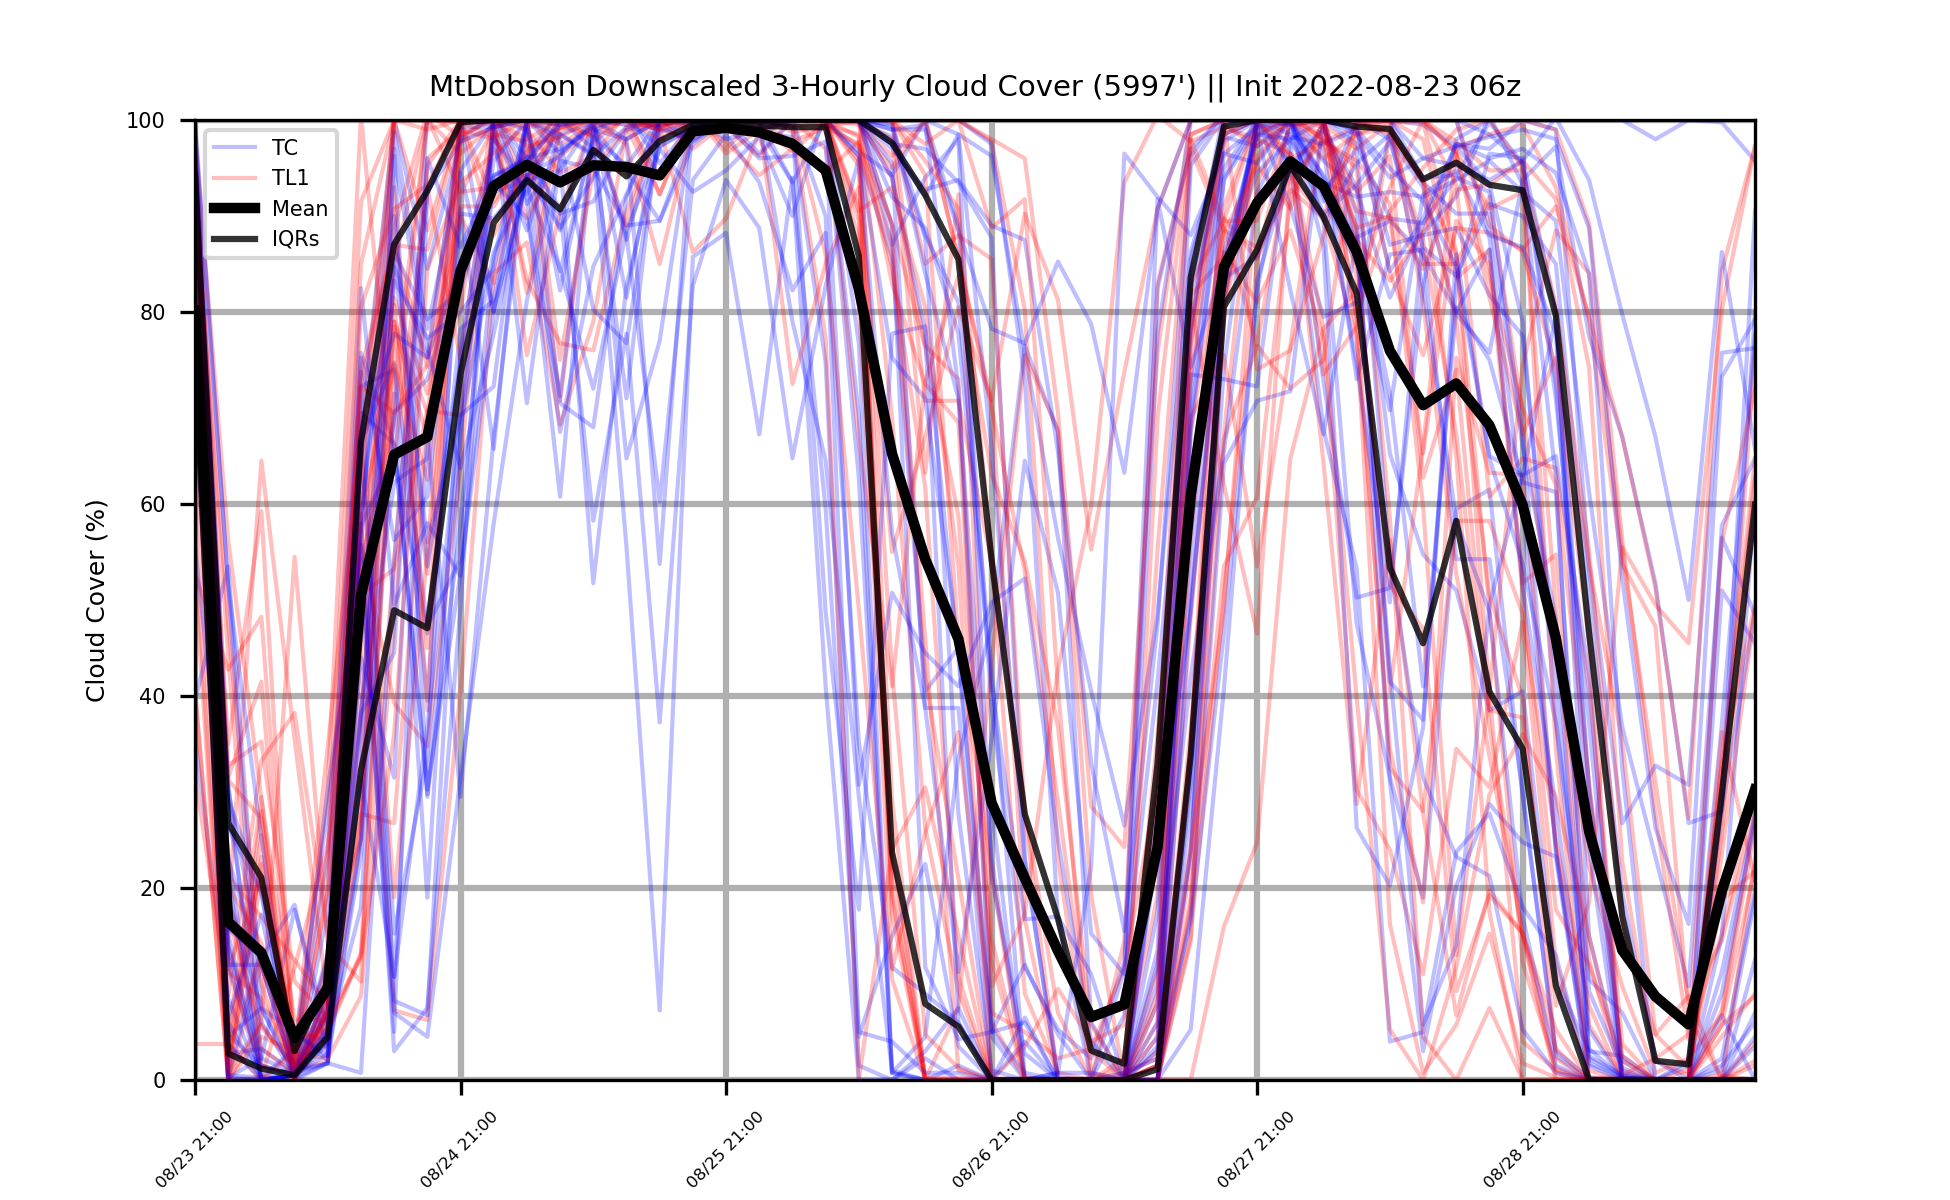 MtDobson Downscaled 3-Hourly Cloud Cover (5997') || Init 2022-08-23 06z
TC
TL1
Mean
IQRs
Cloud Cover (%)
100
80
60
40
20
0
08/23 21:00
08/24 21:00
08/25 21:00
08/26 21:00
08/27 21:00
08/28 21:00